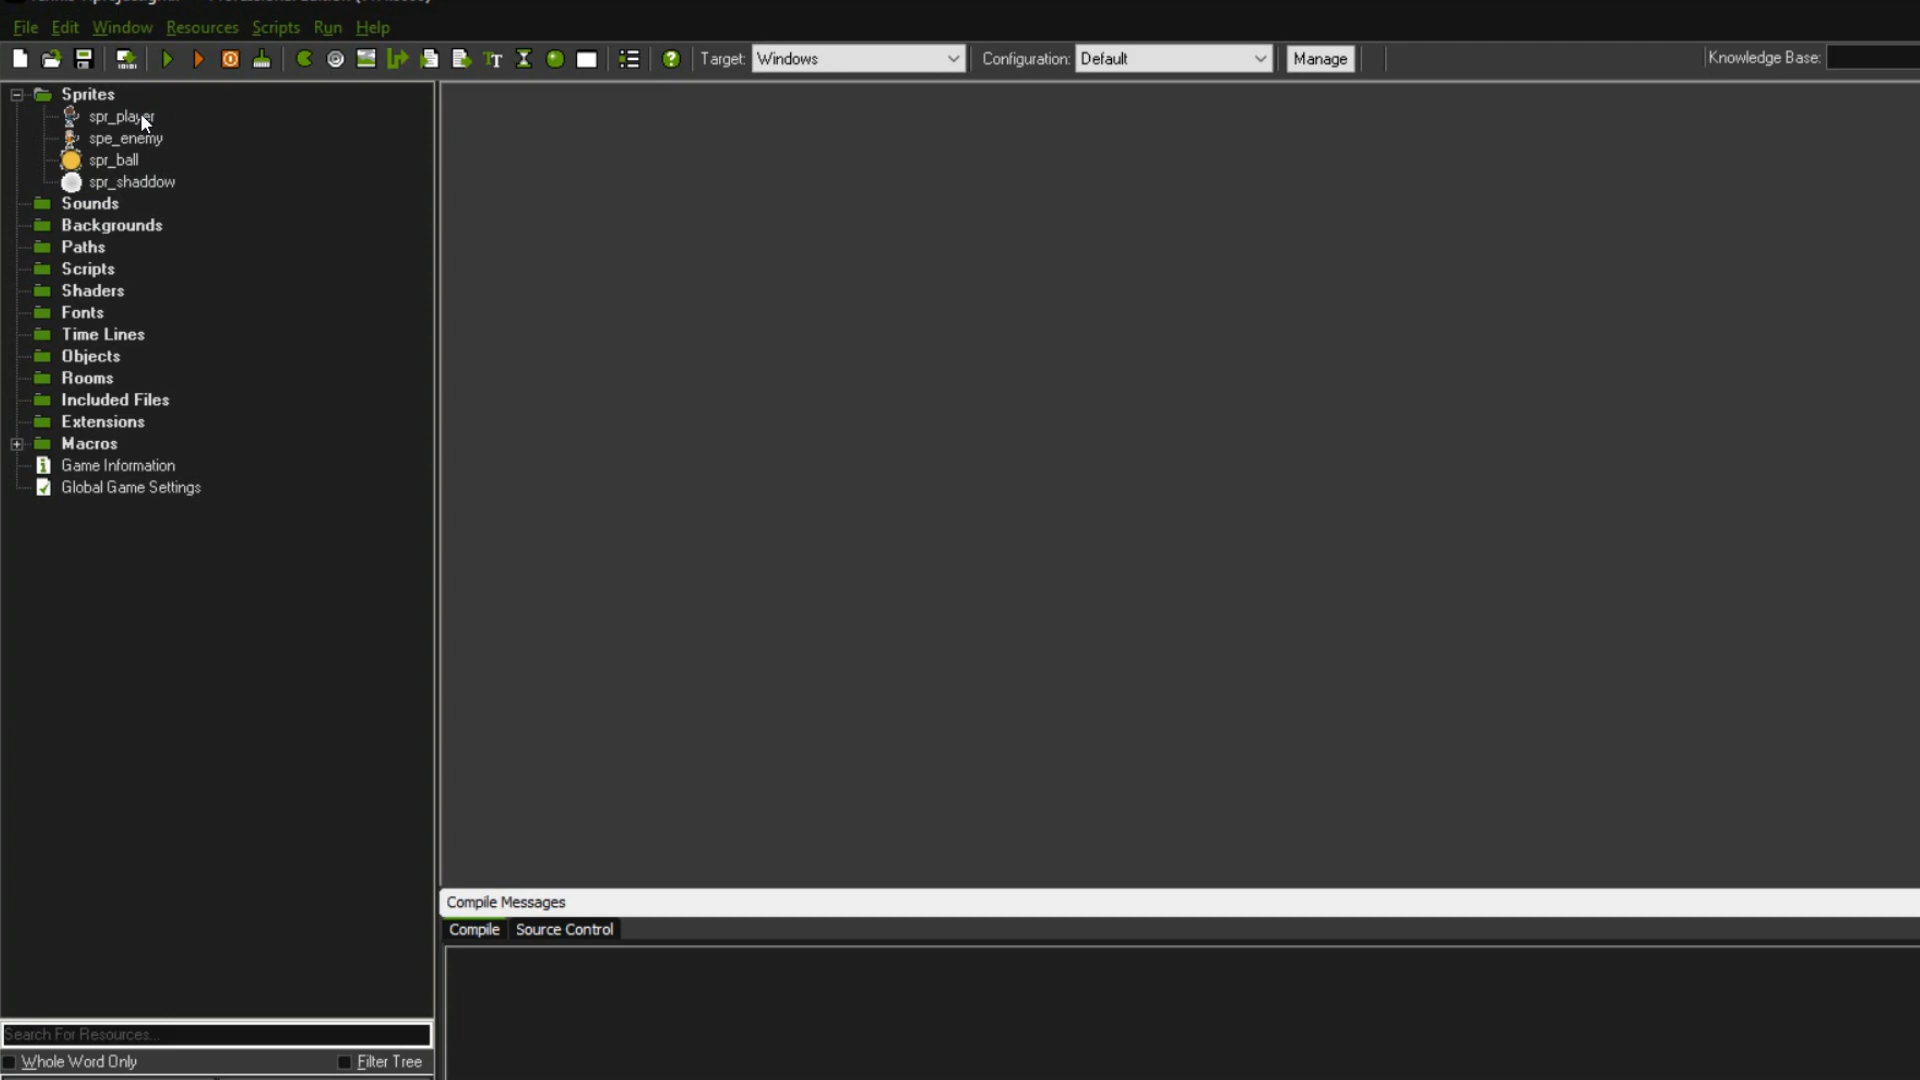 File Edit Window Resources Scripts Run Help
Target: Windows Configuration: Default Manage Knowledge Base:
Sprites
spr_player
spe_enemy
spr_ball
spr_shaddow
Sounds
Backgrounds
Paths
Scripts
Shaders
Fonts
Time Lines
Objects
Rooms
Included Files
Extensions
Macros
Game Information
Global Game Settings
Compile Messages
Compile Source Control
Search For Resources...
Whole Word Only Filter Tree